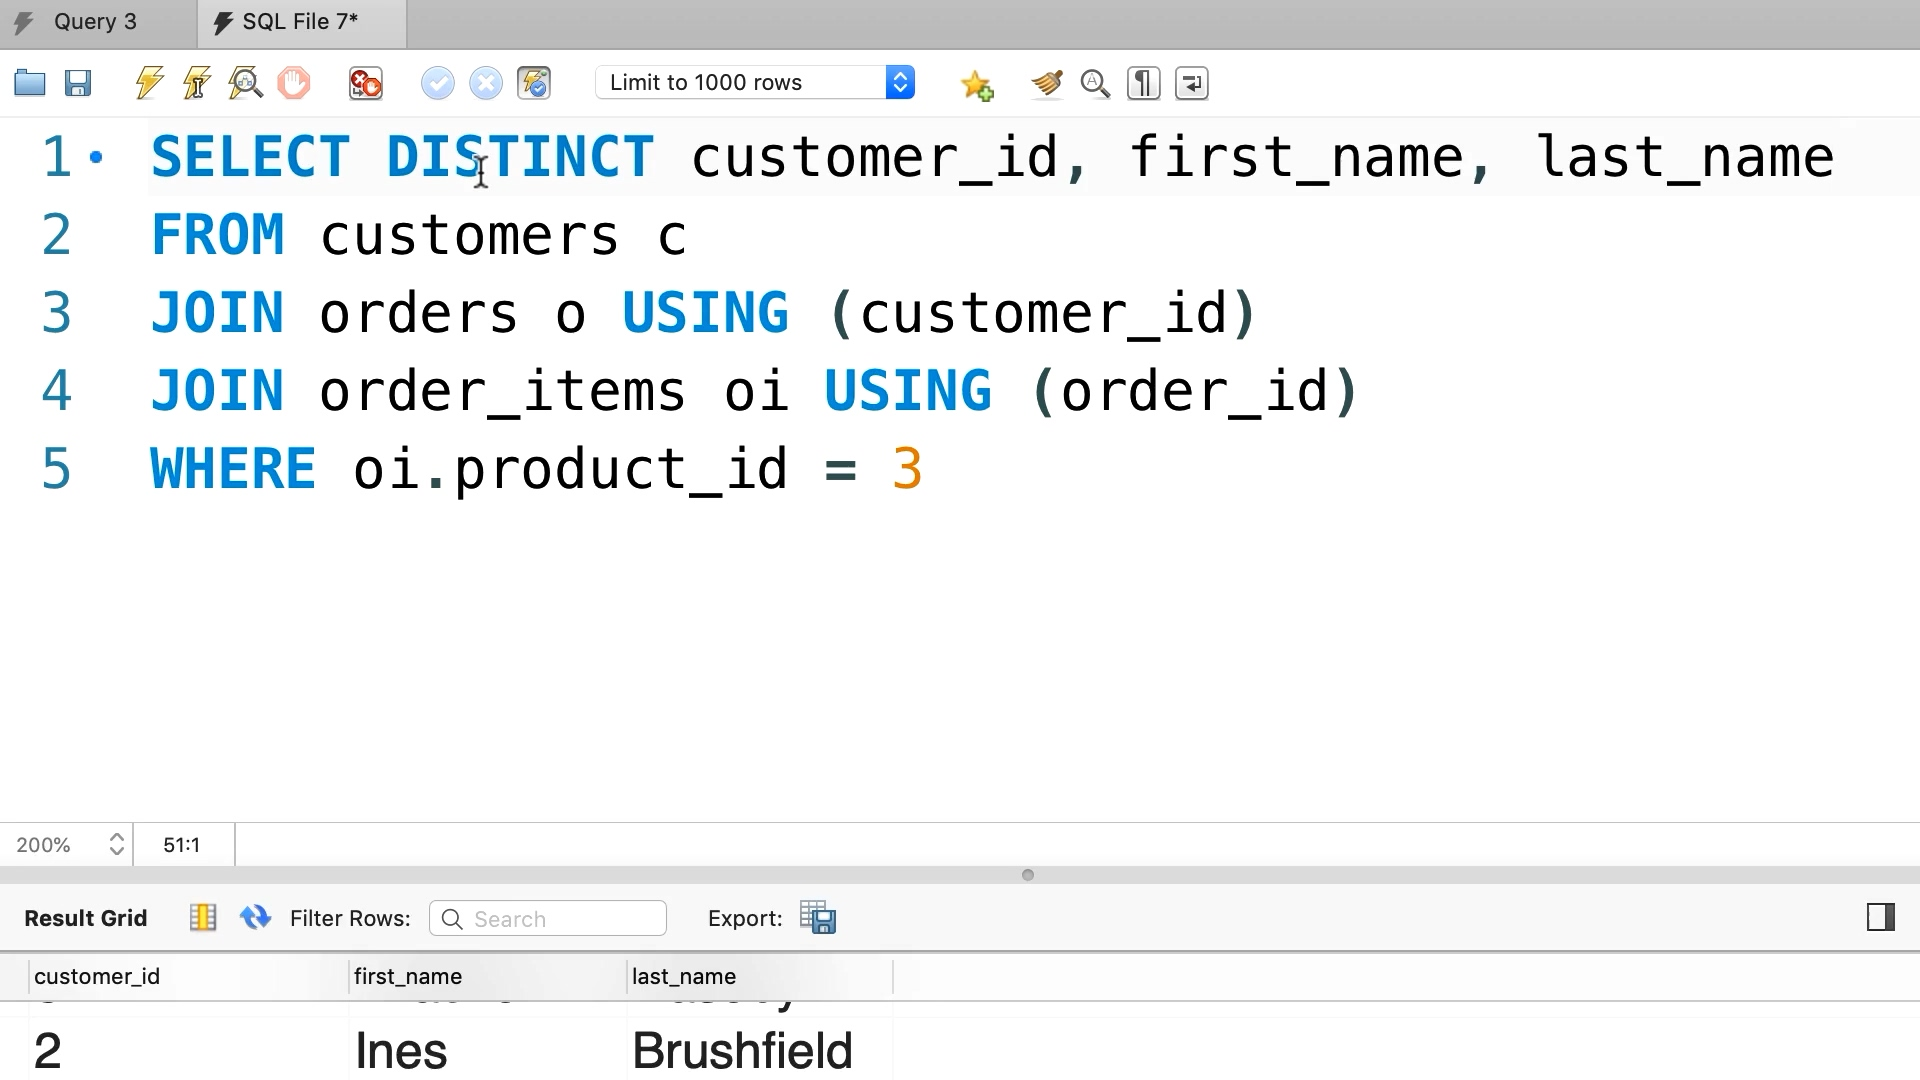 Query 3
SQL File 7*
Limit to 1000 rows
1 SELECT DISTINCT customer_id, first_name, last_name
2 FROM customers c
3 JOIN orders o USING (customer_id)
4 JOIN order_items oi USING (order_id)
5 WHERE oi.product_id = 3
200%
51:1
Result Grid
Filter Rows:
Search
Export:
customer_id first_name last_name
2 Ines Brushfield